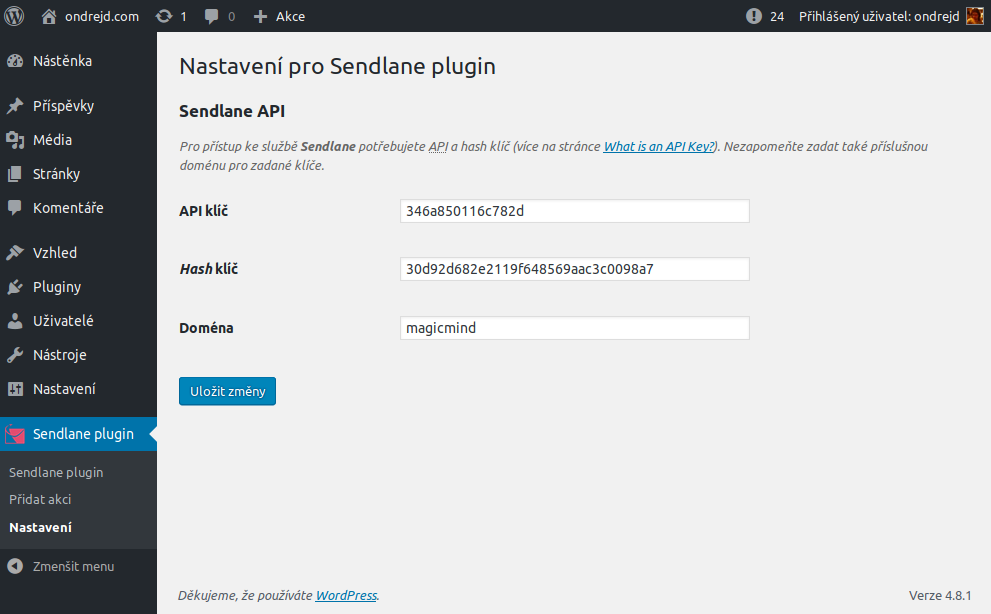 ondrejd.com 1 0 Akce 24 Přihlášený uživatel: ondrejd
Nástěnka
Příspěvky
Média
Stránky
Komentáře
Vzhled
Pluginy
Uživatelé
Nástroje
Nastavení
Sendlane plugin
Sendlane plugin
Přidat akci
Nastavení
Zmenšit menu
Nastavení pro Sendlane plugin
Sendlane API
Pro přístup ke službě Sendlane potřebujete API a hash klíč (více na stránce What is an API Key?). Nezapomeňte zadat také příslušnou
doménu pro zadané klíče.
API klíč 346a850116c782d
Hash klíč 30d92d682e2119f648569aac3c0098a7
Doména magicmind
Uložit změny
Děkujeme, že používáte WordPress. Verze 4.8.1